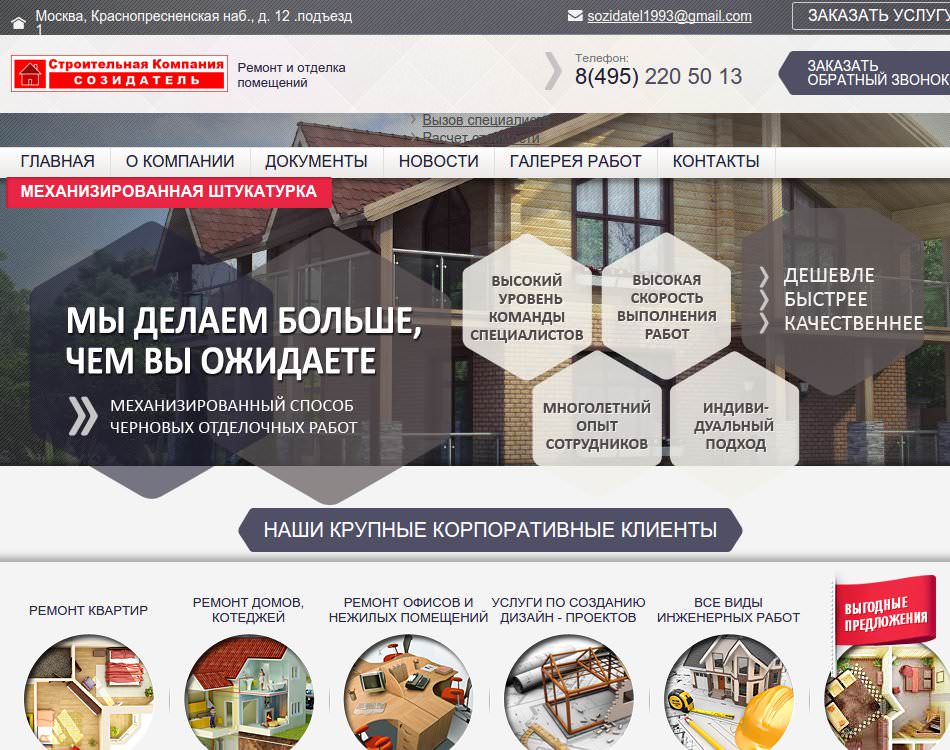 Москва, Краснопресненская наб., д. 12 .подъезд
1
sozidatel1993@gmail.com
ЗАКАЗАТЬ УСЛУГУ
Строительная Компания
СОЗИДАТЕЛЬ
Ремонт и отделка
помещений
Телефон:
8(495) 220 50 13
ЗАКАЗАТЬ
ОБРАТНЫЙ ЗВОНОК
Вызов специалиста
Расчет стоимости
ГЛАВНАЯ
О КОМПАНИИ
ДОКУМЕНТЫ
НОВОСТИ
ГАЛЕРЕЯ РАБОТ
КОНТАКТЫ
МЕХАНИЗИРОВАННАЯ ШТУКАТУРКА
МЫ ДЕЛАЕМ БОЛЬШЕ,
ЧЕМ ВЫ ОЖИДАЕТЕ
МЕХАНИЗИРОВАННЫЙ СПОСОБ
ЧЕРНОВЫХ ОТДЕЛОЧНЫХ РАБОТ
ВЫСОКИЙ
УРОВЕНЬ
КОМАНДЫ
СПЕЦИАЛИСТОВ
ВЫСОКАЯ
СКОРОСТЬ
ВЫПОЛНЕНИЯ
РАБОТ
ДЕШЕВЛЕ
БЫСТРЕЕ
КАЧЕСТВЕННЕЕ
МНОГОЛЕТНИЙ
ОПЫТ
СОТРУДНИКОВ
ИНДИВИ-
ДУАЛЬНЫЙ
ПОДХОД
НАШИ КРУПНЫЕ КОРПОРАТИВНЫЕ КЛИЕНТЫ
РЕМОНТ КВАРТИР
РЕМОНТ ДОМОВ,
КОТЕДЖЕЙ
РЕМОНТ ОФИСОВ И
НЕЖИЛЫХ ПОМЕЩЕНИЙ
УСЛУГИ ПО СОЗДАНИЮ
ДИЗАЙН - ПРОЕКТОВ
ВСЕ ВИДЫ
ИНЖЕНЕРНЫХ РАБОТ
ВЫГОДНЫЕ
ПРЕДЛОЖЕНИЯ